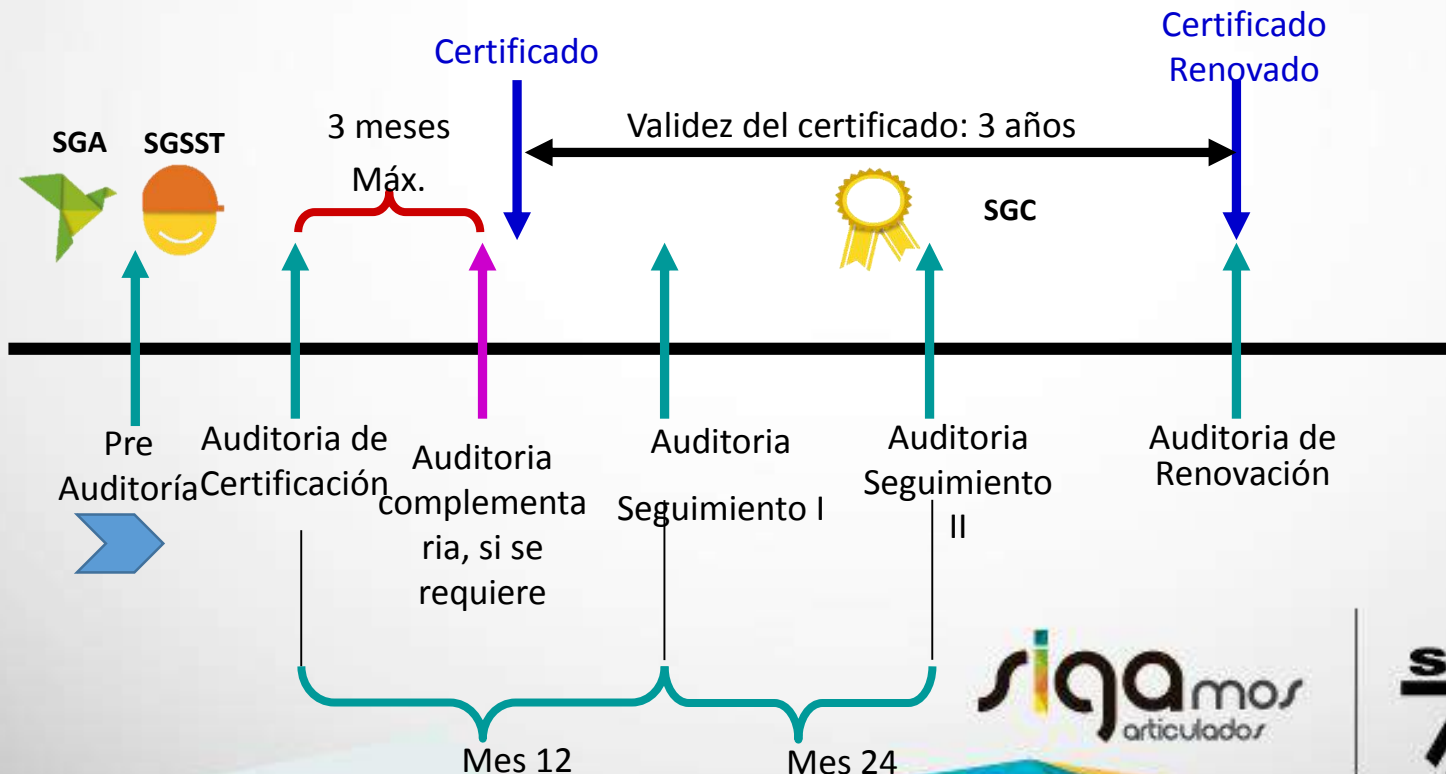 Certificado
Certificado
Renovado
SGA
SGSST
3 meses
Máx.
Validez del certificado: 3 años
SGC
Pre
Auditoría
Auditoria de
Certificación
Auditoria
complementa
ria, si se
requiere
Auditoria
Seguimiento I
Auditoria
Seguimiento
II
Auditoria de
Renovación
Mes 12
Mes 24
sigamos
articulados